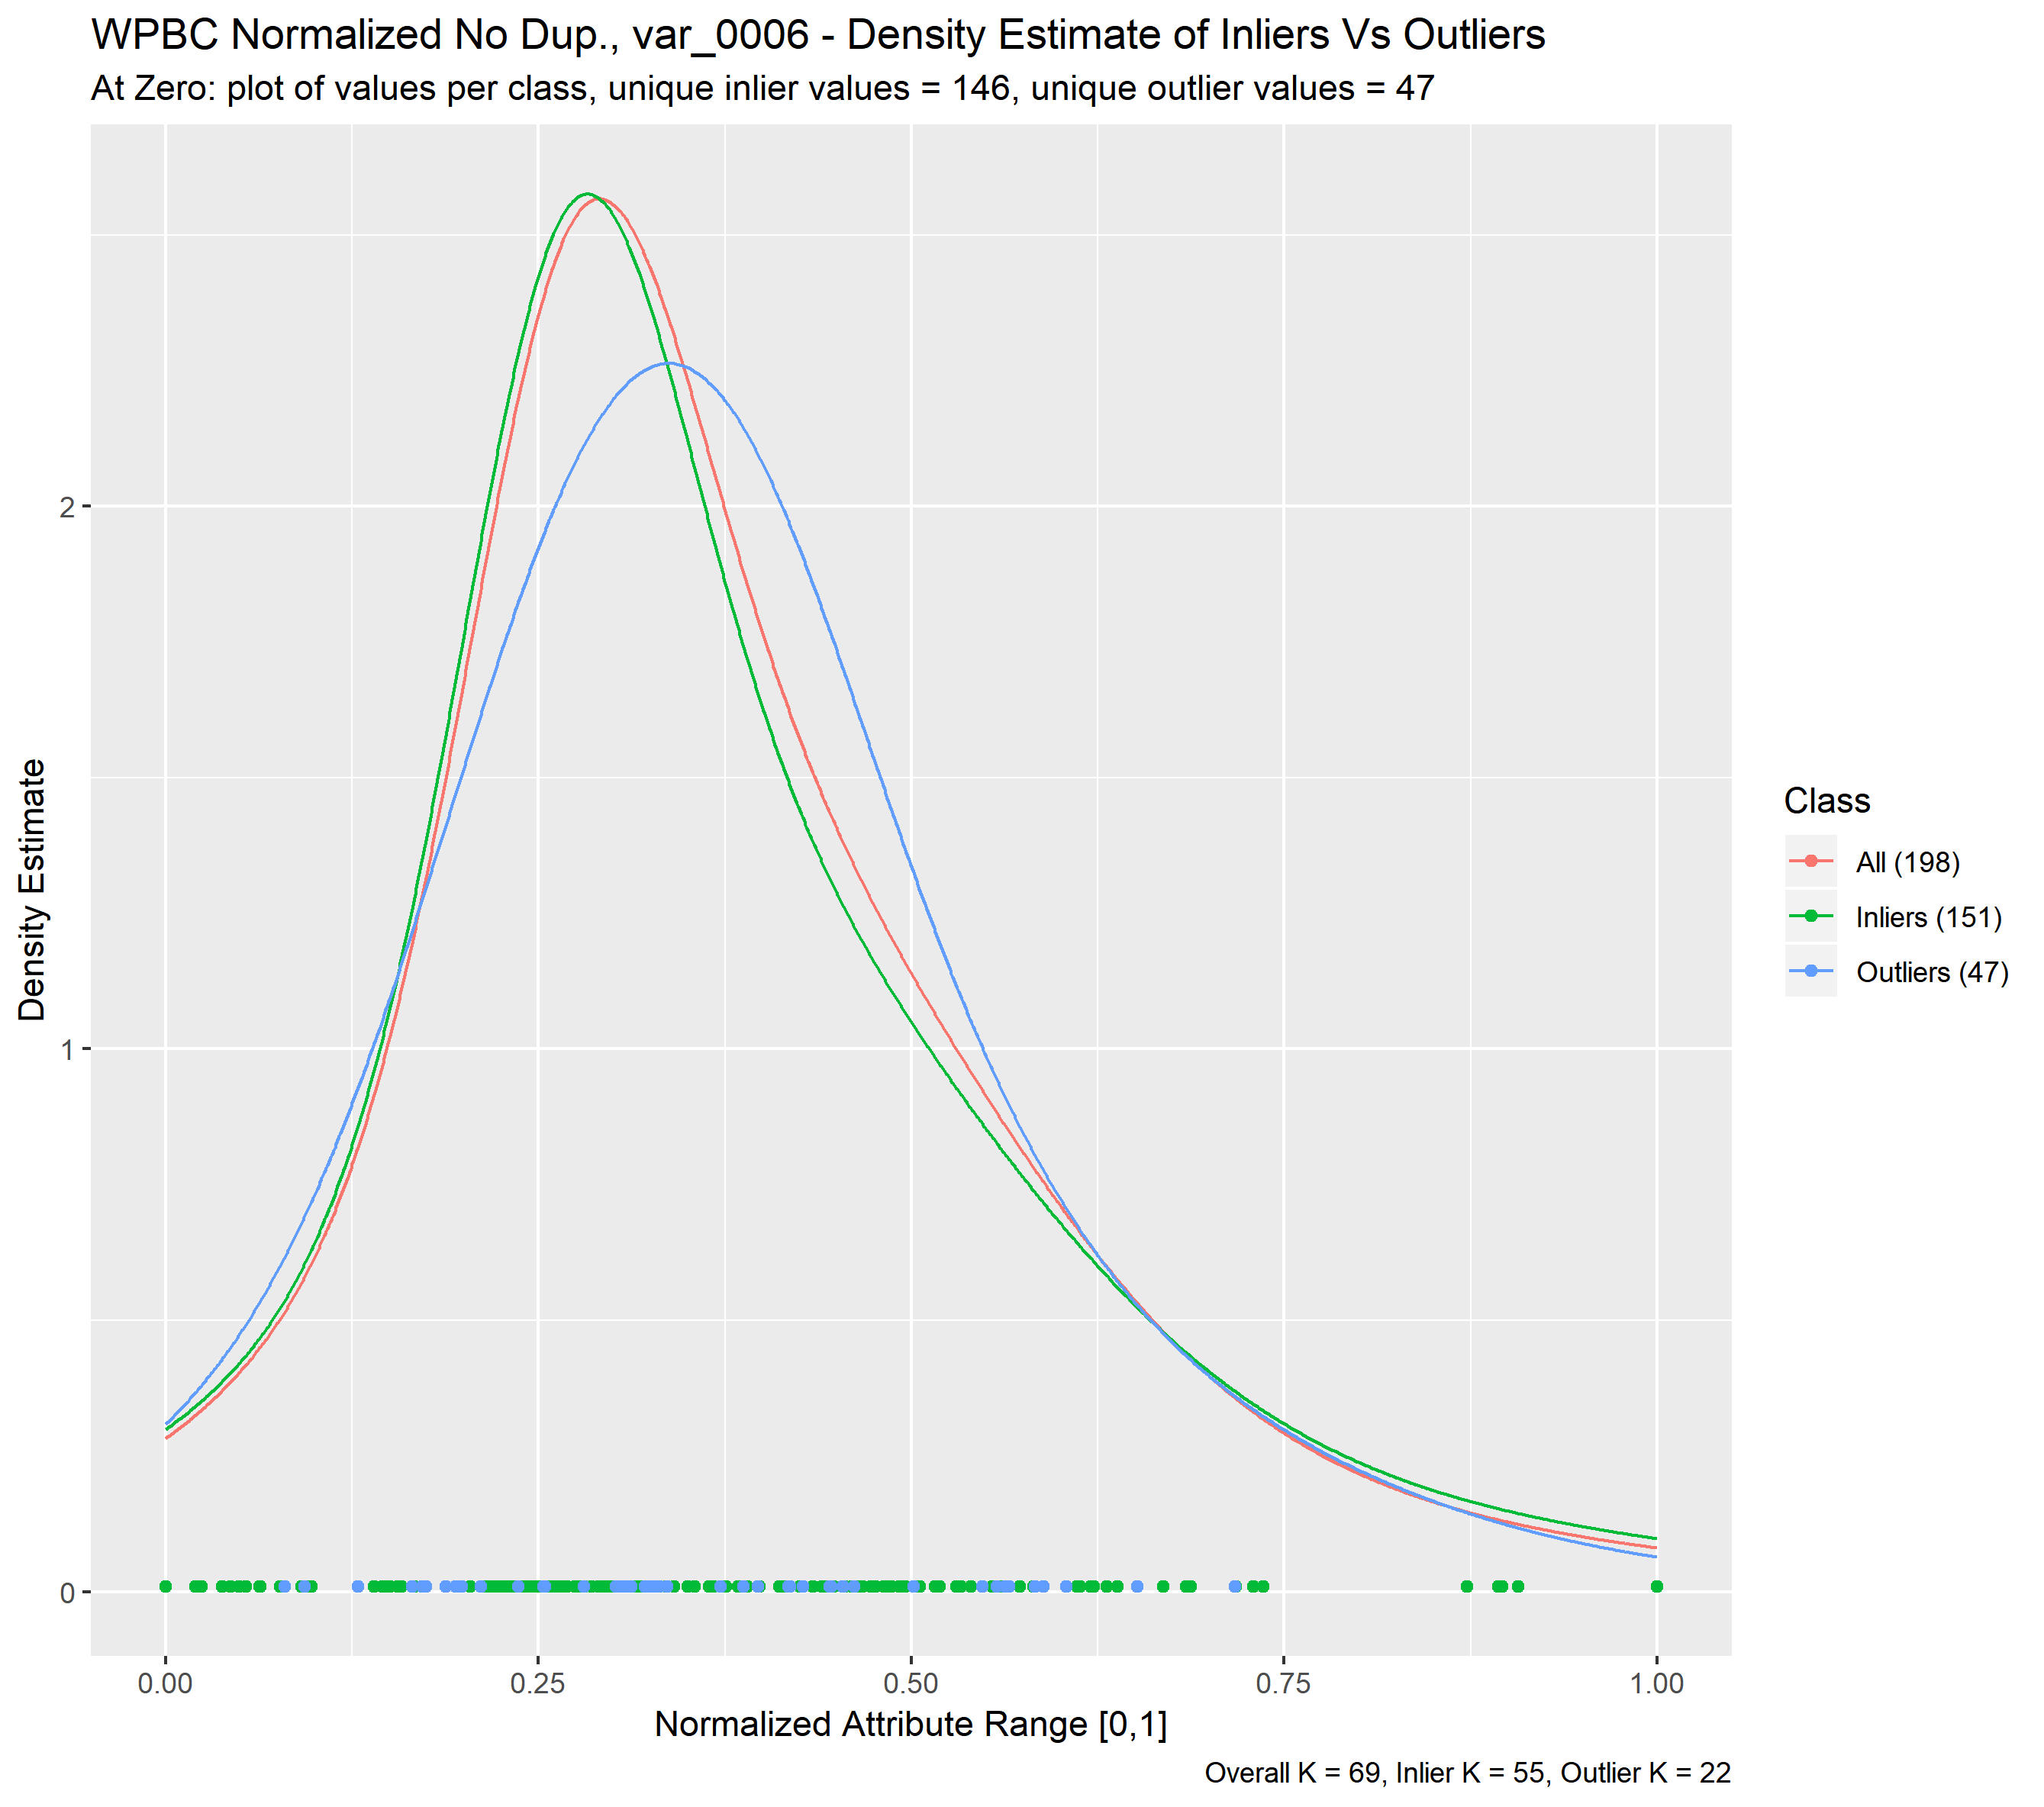 WPBC Normalized No Dup., var_0006 - Density Estimate of Inliers Vs Outliers
At Zero: plot of values per class, unique inlier values = 146, unique outlier values = 47
Density Estimate
2
1
0
0.00
0.25
0.50
0.75
1.00
Normalized Attribute Range [0,1]
Class
All (198)
Inliers (151)
Outliers (47)
Overall K = 69, Inlier K = 55, Outlier K = 22